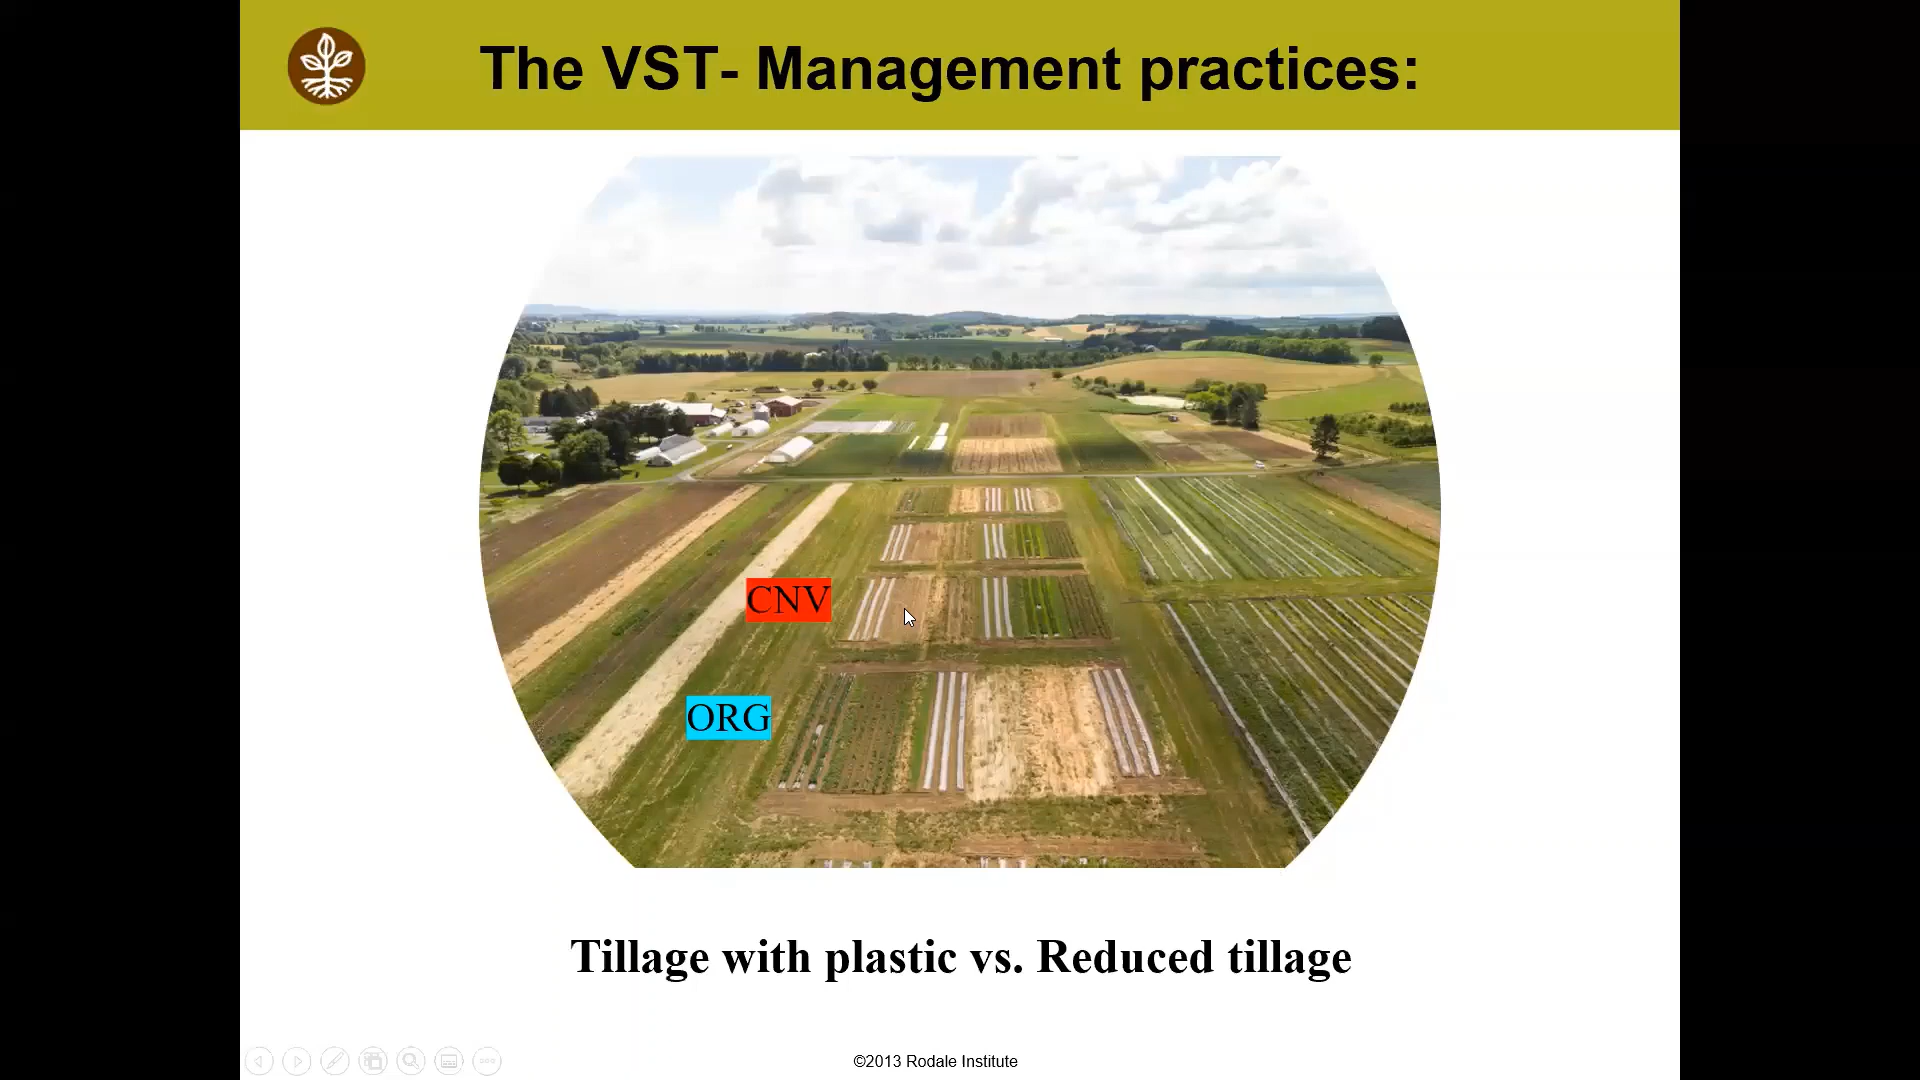 The VST- Management practices:
CNV
ORG
Tillage with plastic vs. Reduced tillage
©2013 Rodale Institute